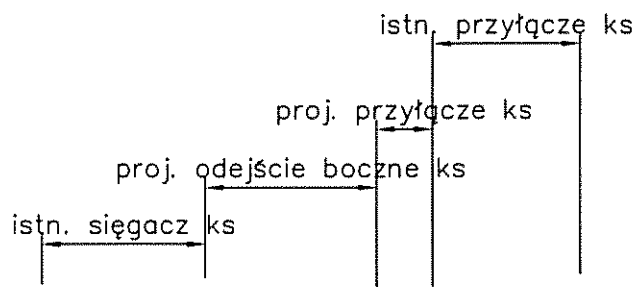 istn. przyłącze ks
proj. przyłącze ks
proj. odejście boczne ks
istn. sięgacz ks